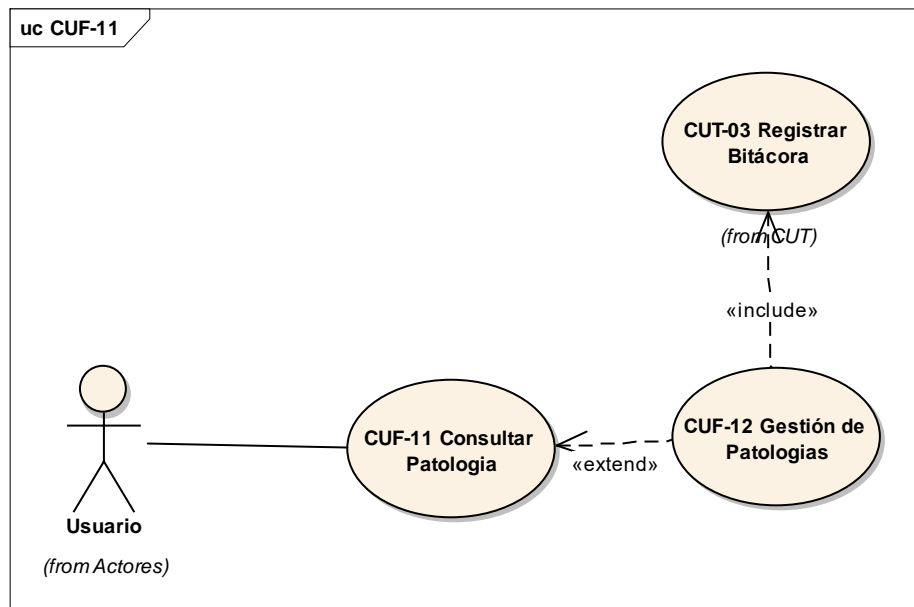 uc CUF-11
CUT-03 Registrar
Bitácora
(from CUT)
«include»
CUF-11 Consultar
Patologia
«extend»
CUF-12 Gestión de
Patologias
Usuario
(from Actores)